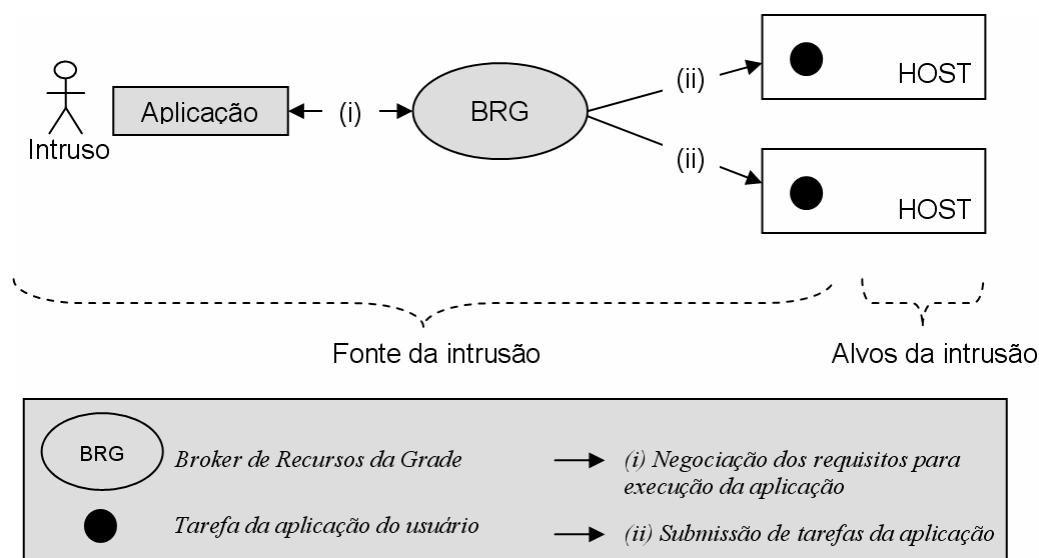 (ii)
HOST
Intruso
Aplicação
(i)
BRG
(ii)
HOST
Fonte da intrusão
Alvos da intrusão
BRG
Broker de Recursos da Grade
(i) Negociação dos requisitos para
execução da aplicação
Tarefa da aplicação do usuário
(ii) Submissão de tarefas da aplicação